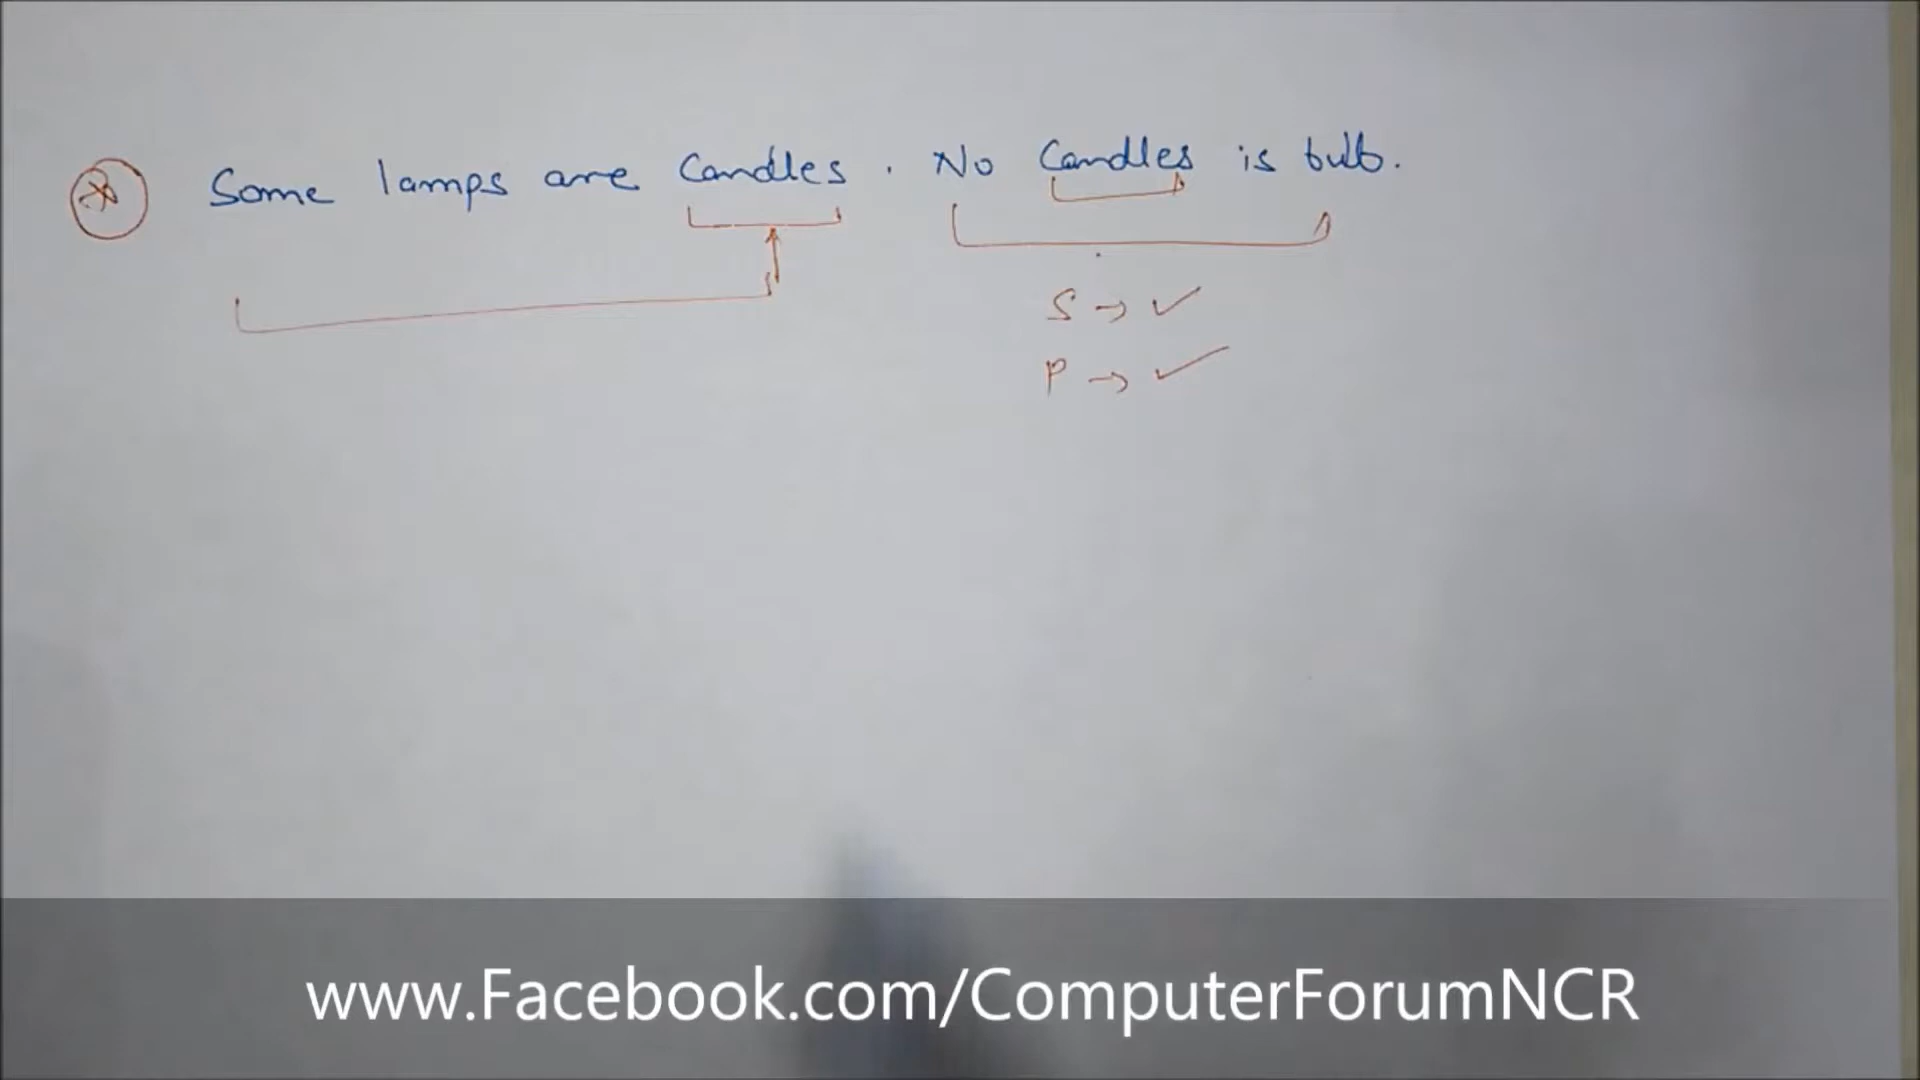 Some lamps are Candles. No Candles is bulb.
S → ✓
P → ✓
www.Facebook.com/ComputerForumNCR